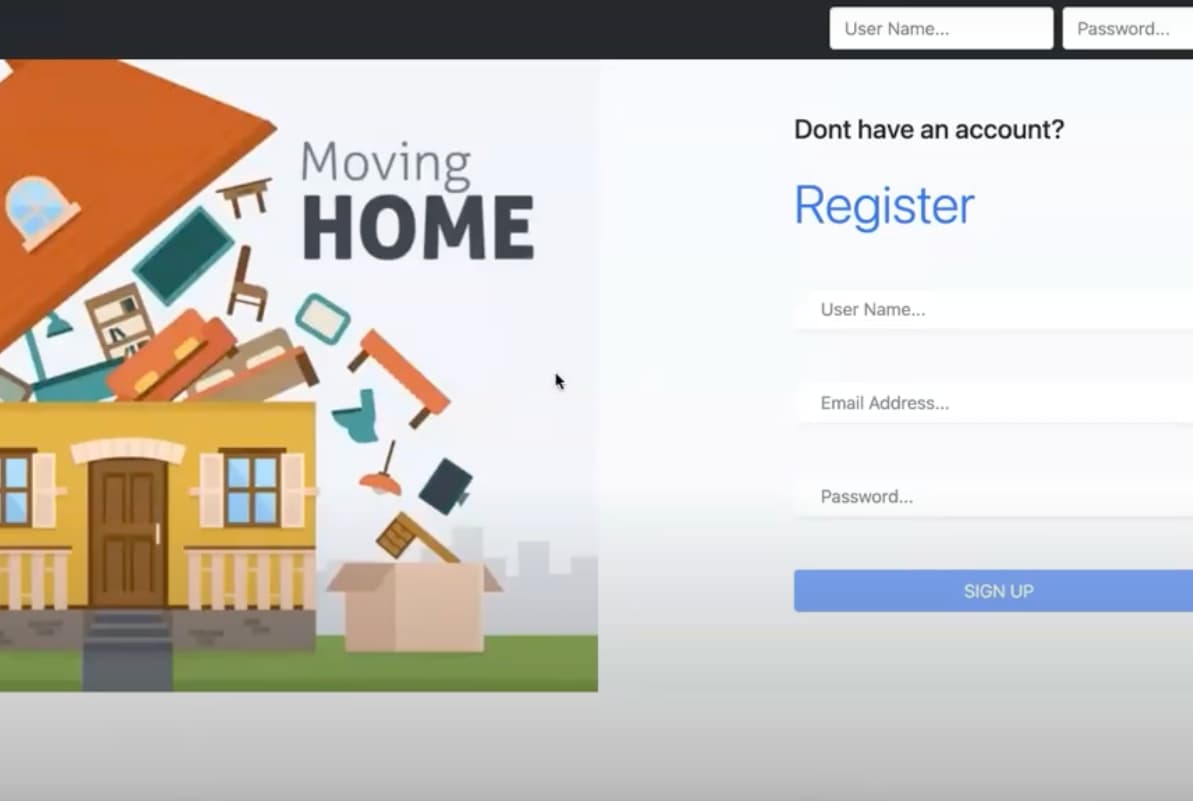 User Name... Password...
Moving
HOME
Dont have an account?
Register
User Name...
Email Address...
Password...
SIGN UP